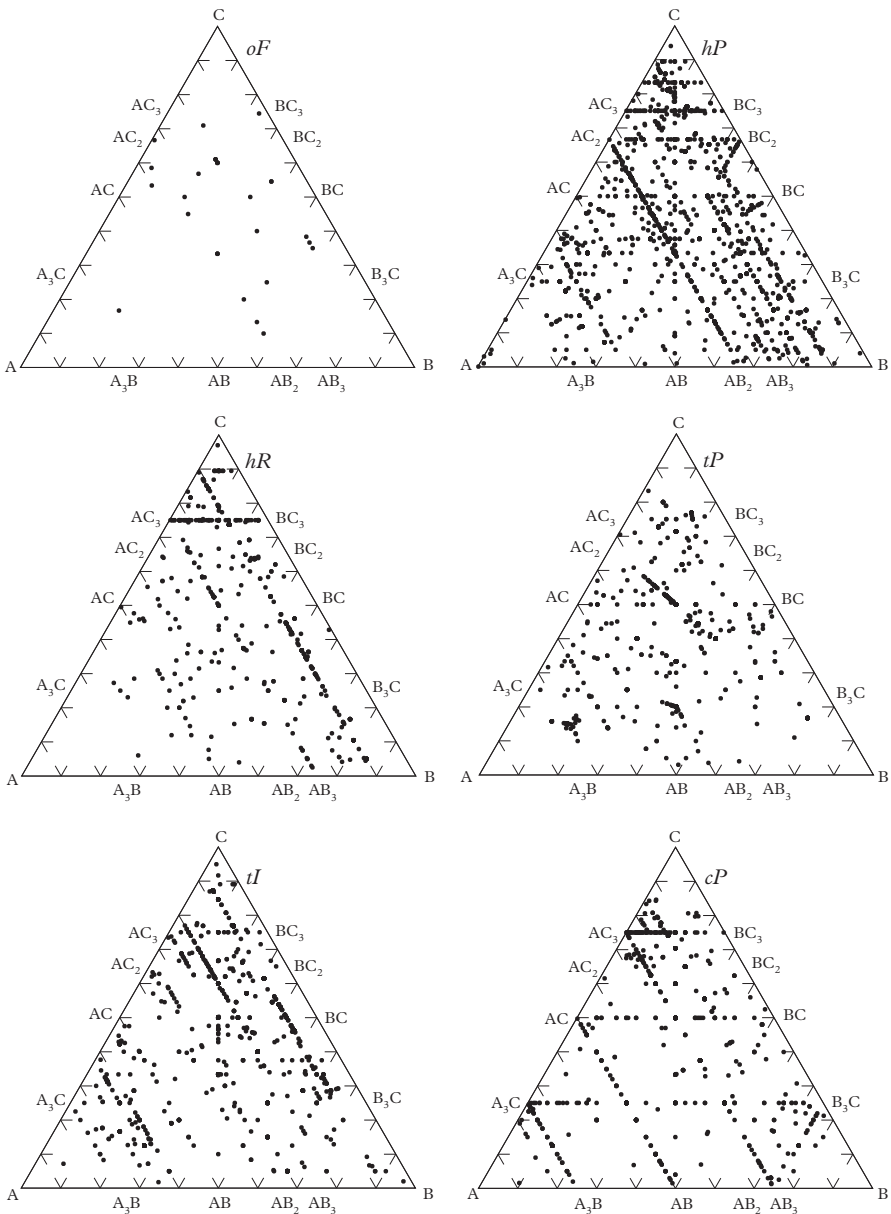 C C
oF hP
AC₃ BC₃ AC₃ BC₃
AC₂ BC₂ AC₂ BC₂
AC BC AC BC
A₃C B₃C A₃C B₃C
A B A B
A₃B AB AB₂ AB₃ A₃B AB AB₂ AB₃
C C
hR tP
AC₃ BC₃ AC₃ BC₃
AC₂ BC₂ AC₂ BC₂
AC BC AC BC
A₃C B₃C A₃C B₃C
A B A B
A₃B AB AB₂ AB₃ A₃B AB AB₂ AB₃
C C
tI cP
AC₃ BC₃ AC₃ BC₃
AC₂ BC₂ AC₂ BC₂
AC BC AC BC
A₃C B₃C A₃C B₃C
A B A B
A₃B AB AB₂ AB₃ A₃B AB AB₂ AB₃